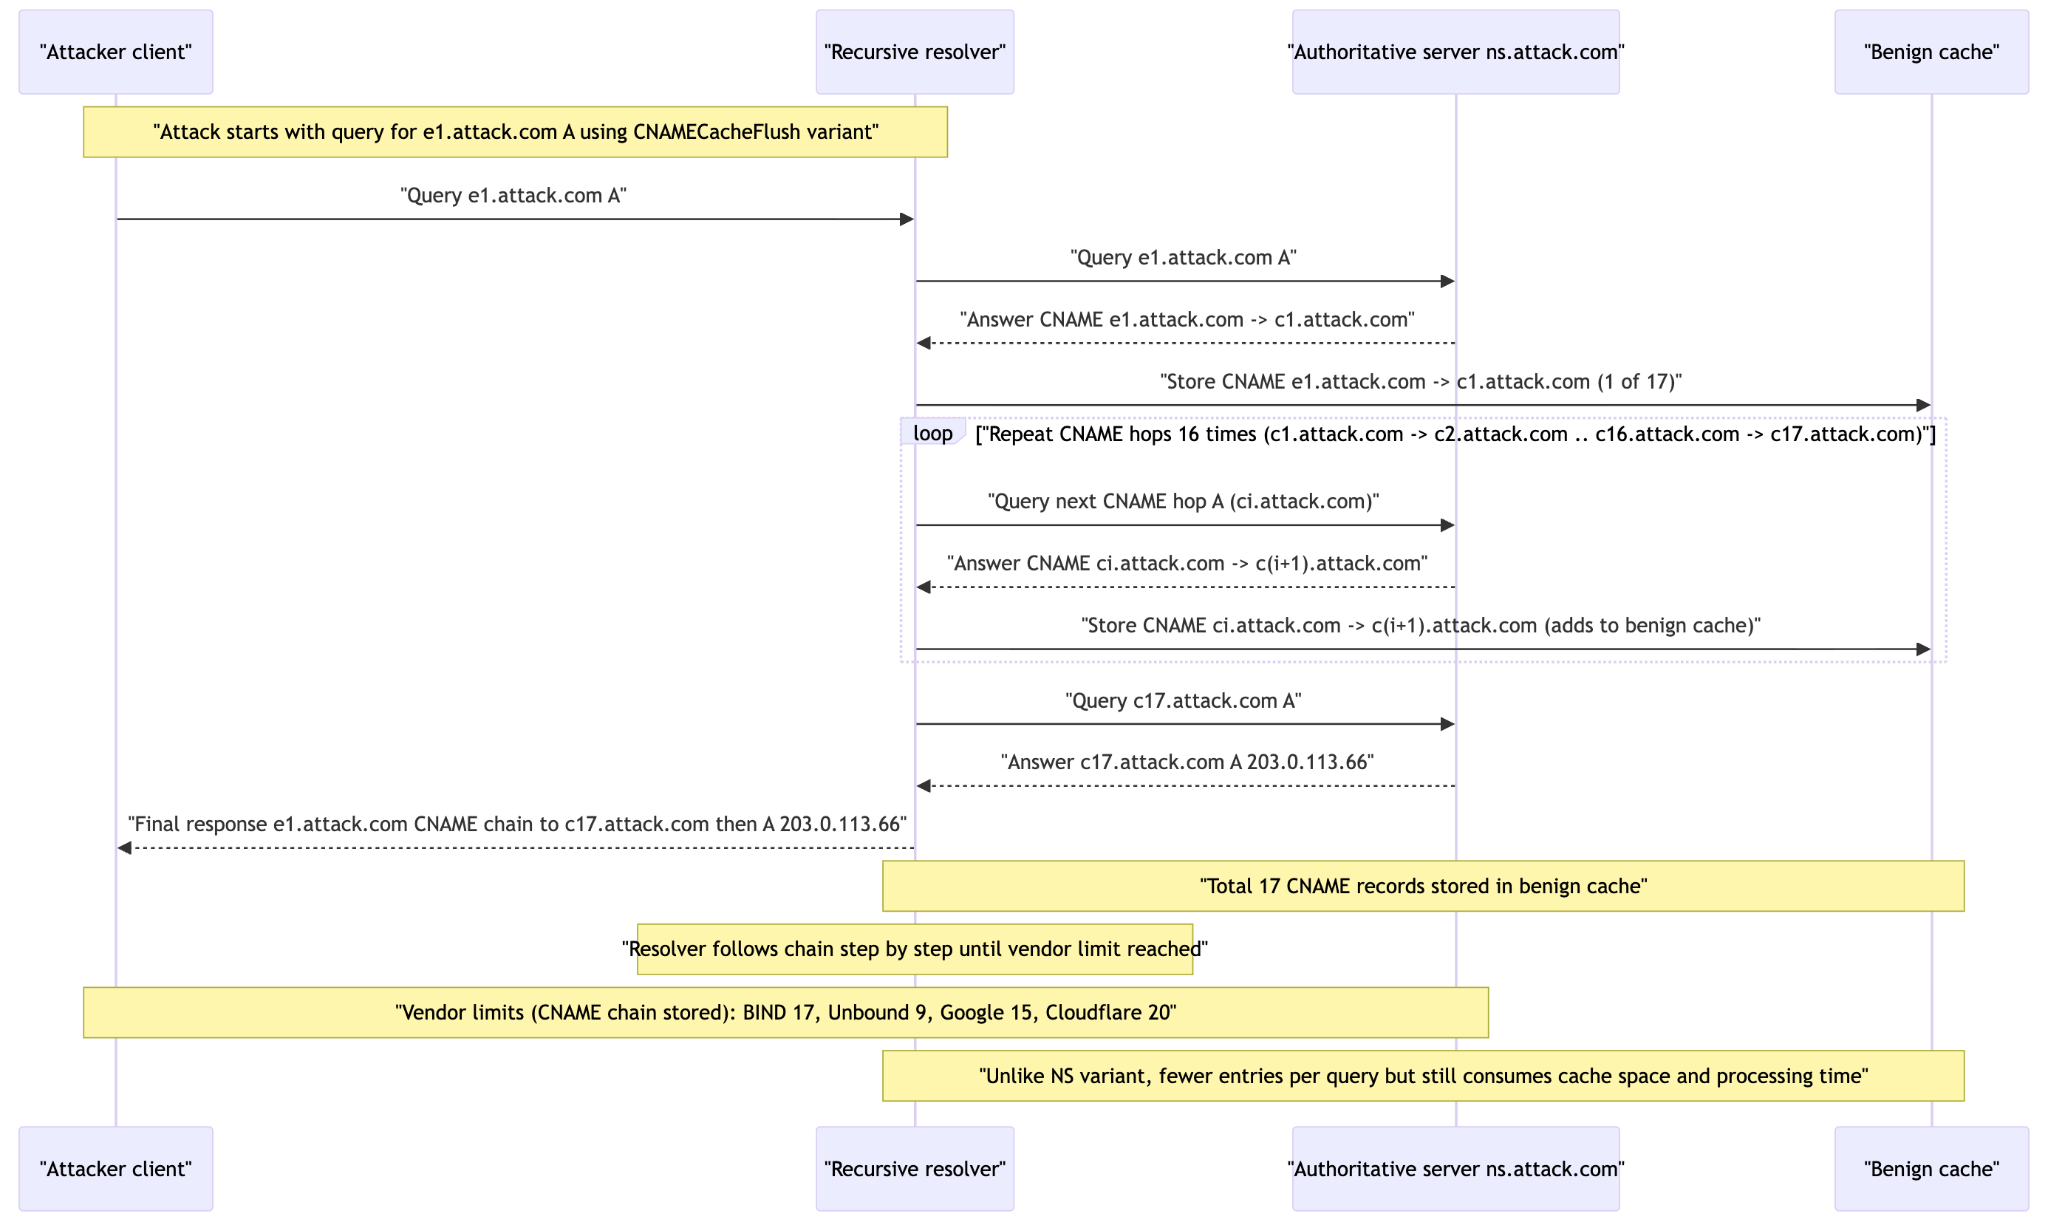 "Attacker client"
"Recursive resolver"
"Authoritative server ns.attack.com"
"Benign cache"
"Attack starts with query for e1.attack.com A using CNAMECacheFlush variant"
"Query e1.attack.com A"
"Query e1.attack.com A"
"Answer CNAME e1.attack.com -> c1.attack.com"
"Store CNAME e1.attack.com -> c1.attack.com (1 of 17)"
loop ["Repeat CNAME hops 16 times (c1.attack.com -> c2.attack.com .. c16.attack.com -> c17.attack.com)"]
"Query next CNAME hop A (ci.attack.com)"
"Answer CNAME ci.attack.com -> c(i+1).attack.com"
"Store CNAME ci.attack.com -> c(i+1).attack.com (adds to benign cache)"
"Query c17.attack.com A"
"Answer c17.attack.com A 203.0.113.66"
"Final response e1.attack.com CNAME chain to c17.attack.com then A 203.0.113.66"
"Total 17 CNAME records stored in benign cache"
"Resolver follows chain step by step until vendor limit reached"
"Vendor limits (CNAME chain stored): BIND 17, Unbound 9, Google 15, Cloudflare 20"
"Unlike NS variant, fewer entries per query but still consumes cache space and processing time"
"Attacker client"
"Recursive resolver"
"Authoritative server ns.attack.com"
"Benign cache"